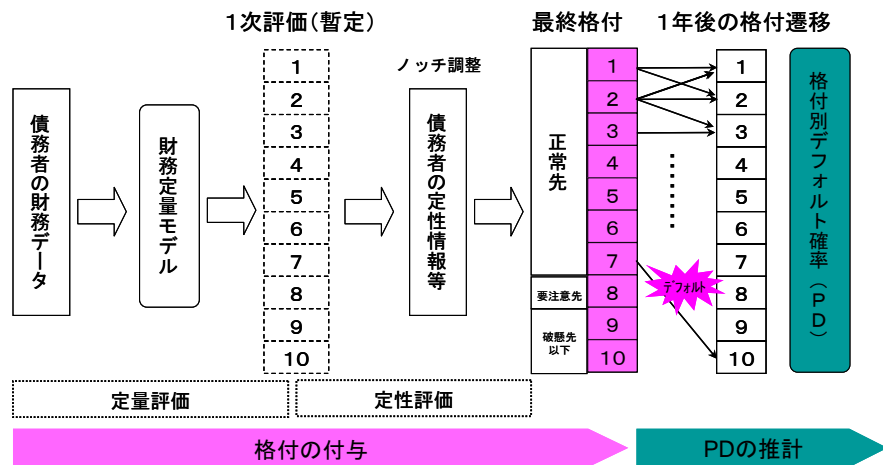 1次評価(暫定)
最終格付
1年後の格付遷移
ノッチ調整
債務者の財務データ
財務定量モデル
1
2
3
4
5
6
7
8
9
10
債務者の定性情報等
正常先
要注意先
破懸先
以下
1
2
3
4
5
6
7
8
9
10
デフォルト
1
2
3
4
5
6
7
8
9
10
格付別デフォルト確率(PD)
定量評価
定性評価
格付の付与
PDの推計